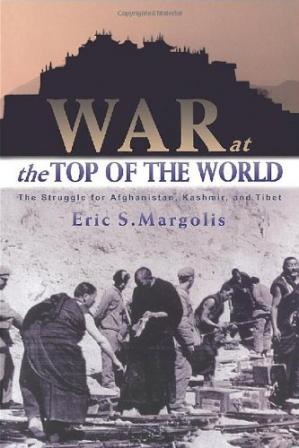 WAR at
the TOP OF THE WORLD
The Struggle for Afghanistan, Kashmir, and Tibet
Eric S. Margolis